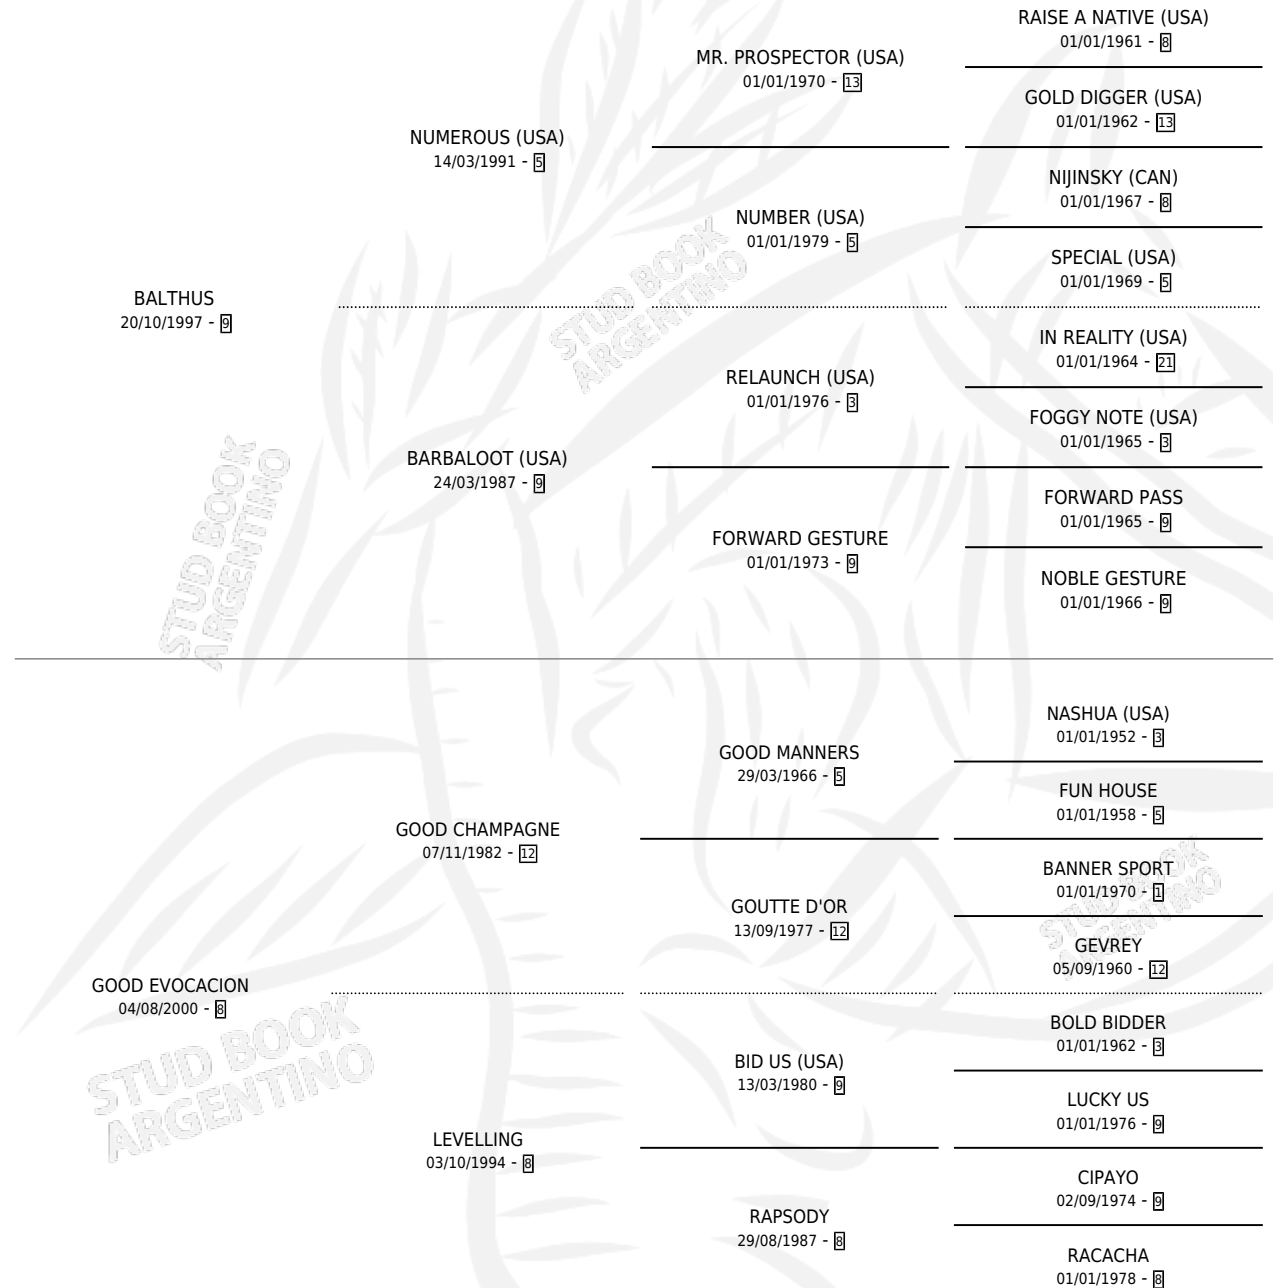 RAISE A NATIVE (USA)
01/01/1961 - 8
MR. PROSPECTOR (USA)
01/01/1970 - 13
GOLD DIGGER (USA)
01/01/1962 - 13
NUMEROUS (USA)
14/03/1991 - 5
NIJINSKY (CAN)
01/01/1967 - 8
NUMBER (USA)
01/01/1979 - 5
SPECIAL (USA)
01/01/1969 - 5
BALTHUS
20/10/1997 - 9
IN REALITY (USA)
01/01/1964 - 21
RELAUNCH (USA)
01/01/1976 - 3
FOGGY NOTE (USA)
01/01/1965 - 3
BARBALOOT (USA)
24/03/1987 - 9
FORWARD PASS
01/01/1965 - 9
FORWARD GESTURE
01/01/1973 - 9
NOBLE GESTURE
01/01/1966 - 9
NASHUA (USA)
01/01/1952 - 3
GOOD MANNERS
29/03/1966 - 5
FUN HOUSE
01/01/1958 - 5
GOOD CHAMPAGNE
07/11/1982 - 12
BANNER SPORT
01/01/1970 - 1
GOUTTE D'OR
13/09/1977 - 12
GEVREY
05/09/1960 - 12
GOOD EVOCACION
04/08/2000 - 8
BOLD BIDDER
01/01/1962 - 3
BID US (USA)
13/03/1980 - 9
LUCKY US
01/01/1976 - 9
LEVELLING
03/10/1994 - 8
CIPAYO
02/09/1974 - 9
RAPSODY
29/08/1987 - 8
RACACHA
01/01/1978 - 8
STUD BOOK
ARGENTINO
STUD BOOK
ARGENTINO
STUD BOOK
ARGENTINO
STUD BOOK
ARGENTINO